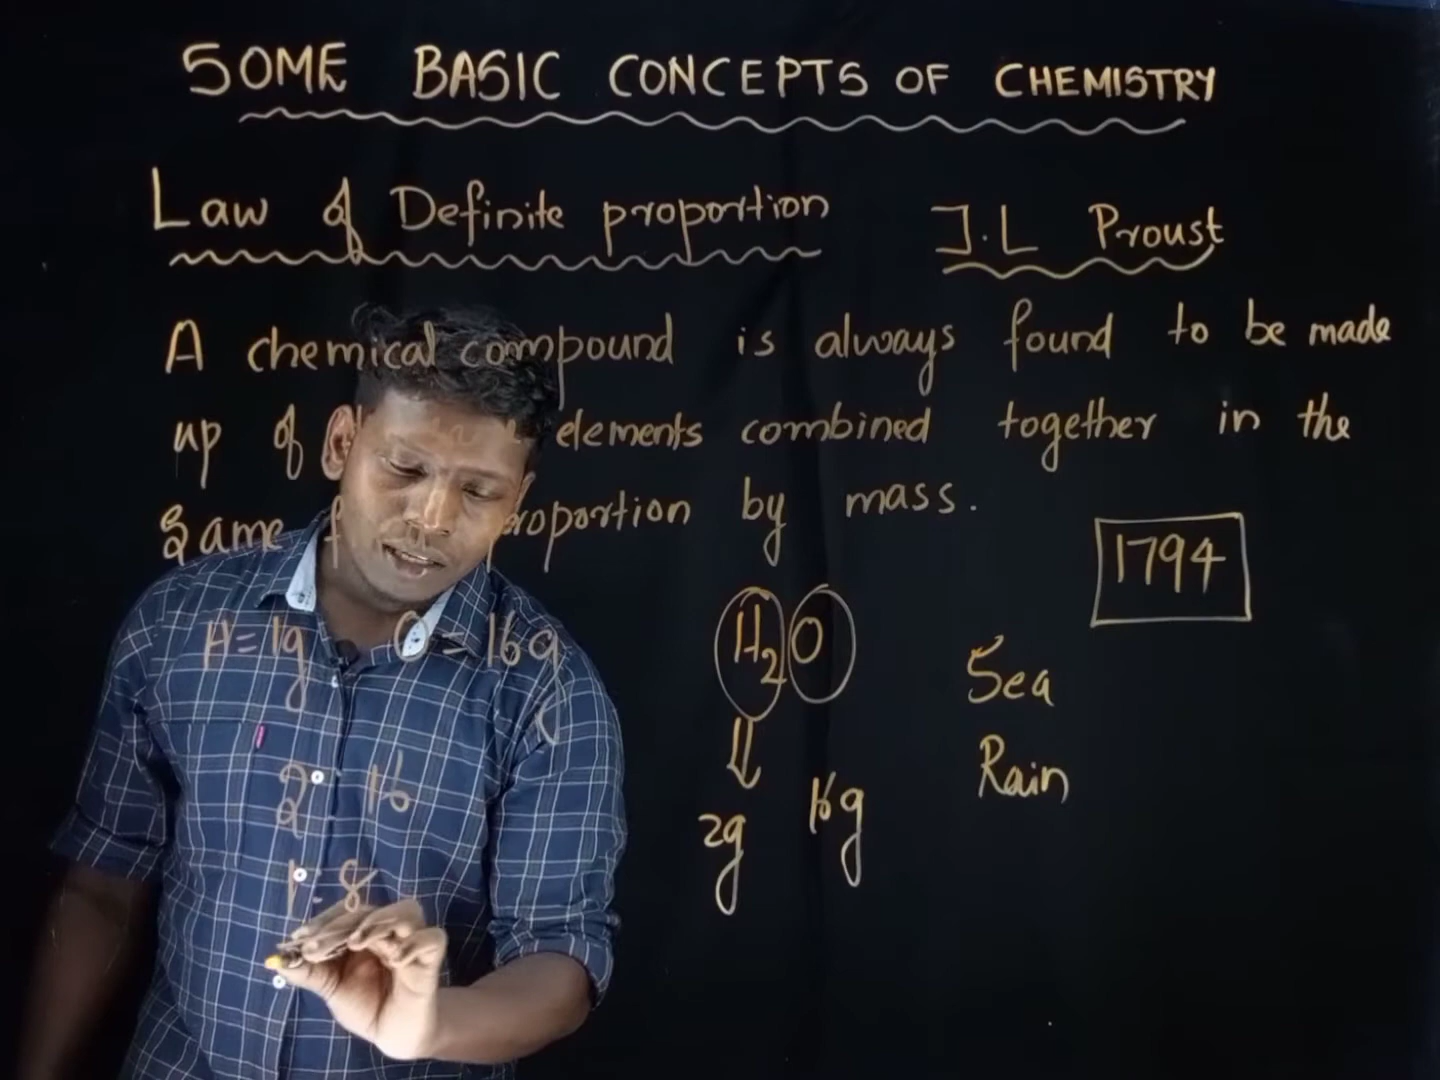 SOME BASIC CONCEPTS OF CHEMISTRY
Law of Definite proportion
J.L Proust
A chemical compound is always found to be made
up of elements combined together in the
same proportion by mass.
1794
H=1g O=16g
H2O
Sea
Rain
2 : 16
1 : 8
2g 16g